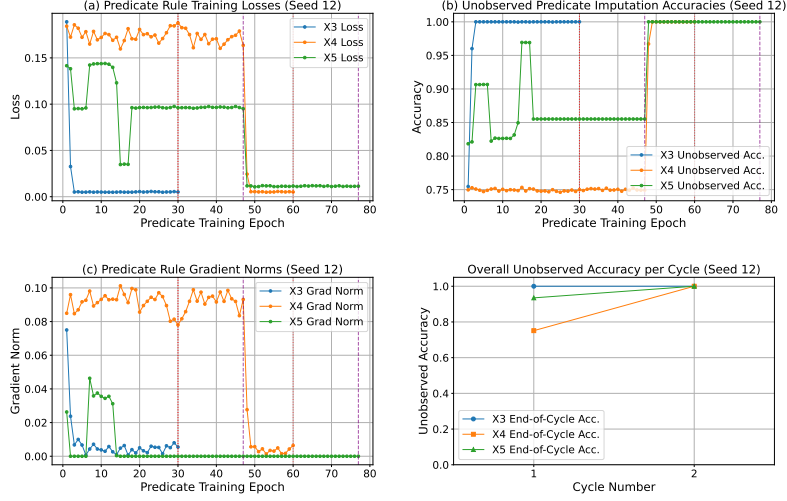 (a) Predicate Rule Training Losses (Seed 12)
X3 Loss
X4 Loss
X5 Loss
Loss
0.15
0.10
0.05
0.00
0 10 20 30 40 50 60 70 80
Predicate Training Epoch
(b) Unobserved Predicate Imputation Accuracies (Seed 12)
Accuracy
1.00
0.95
0.90
0.85
0.80
0.75
X3 Unobserved Acc.
X4 Unobserved Acc.
X5 Unobserved Acc.
0 10 20 30 40 50 60 70 80
Predicate Training Epoch
(c) Predicate Rule Gradient Norms (Seed 12)
X3 Grad Norm
X4 Grad Norm
X5 Grad Norm
Gradient Norm
0.10
0.08
0.06
0.04
0.02
0.00
0 10 20 30 40 50 60 70 80
Predicate Training Epoch
Overall Unobserved Accuracy per Cycle (Seed 12)
Unobserved Accuracy
1.0
0.8
0.6
0.4
0.2
0.0
X3 End-of-Cycle Acc.
X4 End-of-Cycle Acc.
X5 End-of-Cycle Acc.
1 2
Cycle Number